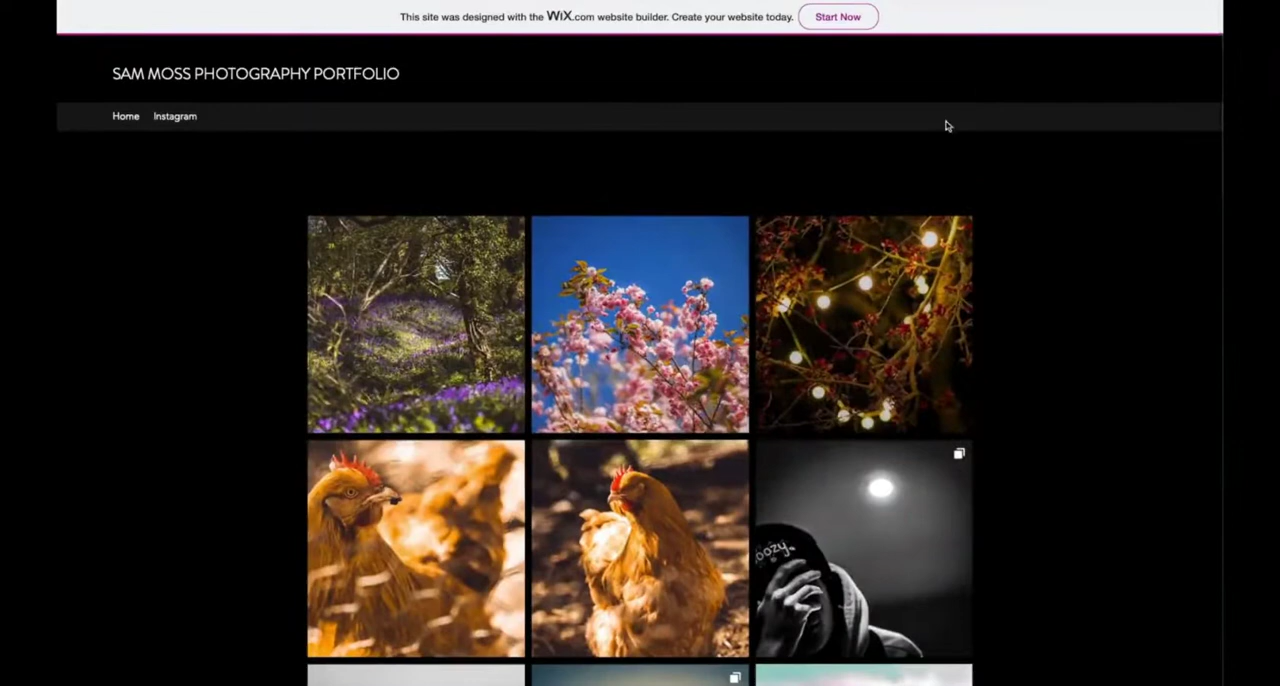 This site was designed with the WiX.com website builder. Create your website today. Start Now
SAM MOSS PHOTOGRAPHY PORTFOLIO
Home Instagram
oozy.